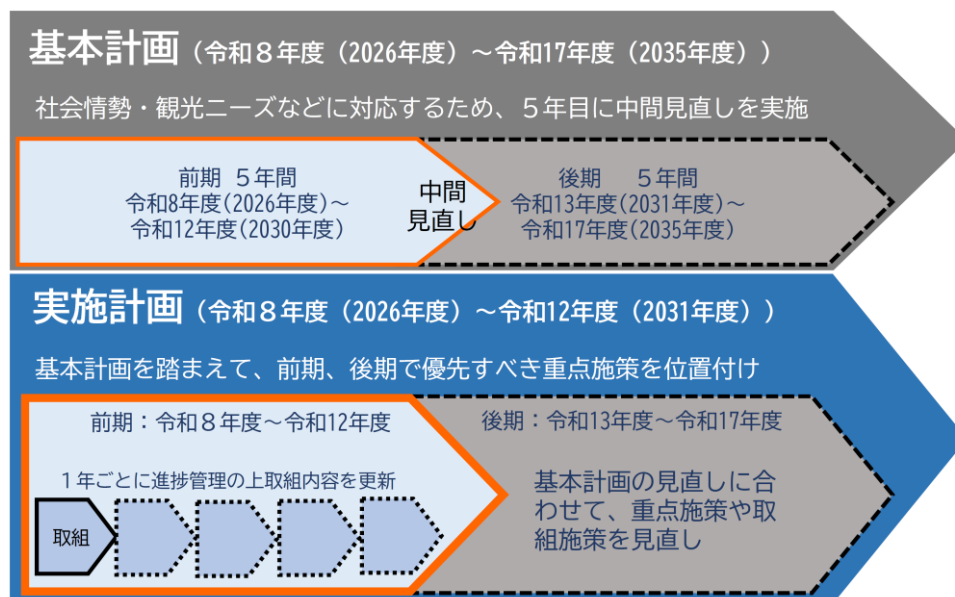 基本計画（令和８年度（2026年度）～令和17年度（2035年度））
社会情勢・観光ニーズなどに対応するため、５年目に中間見直しを実施
前期 ５年間
令和8年度(2026年度)～
令和12年度(2030年度)
中間
見直し
後期　５年間
令和13年度(2031年度)～
令和17年度(2035年度)
実施計画（令和８年度（2026年度）～令和12年度（2031年度））
基本計画を踏まえて、前期、後期で優先すべき重点施策を位置付け
前期：令和８年度～令和12年度
１年ごとに進捗管理の上取組内容を更新
取組
後期：令和13年度～令和17年度
基本計画の見直しに合
わせて、重点施策や取
組施策を見直し